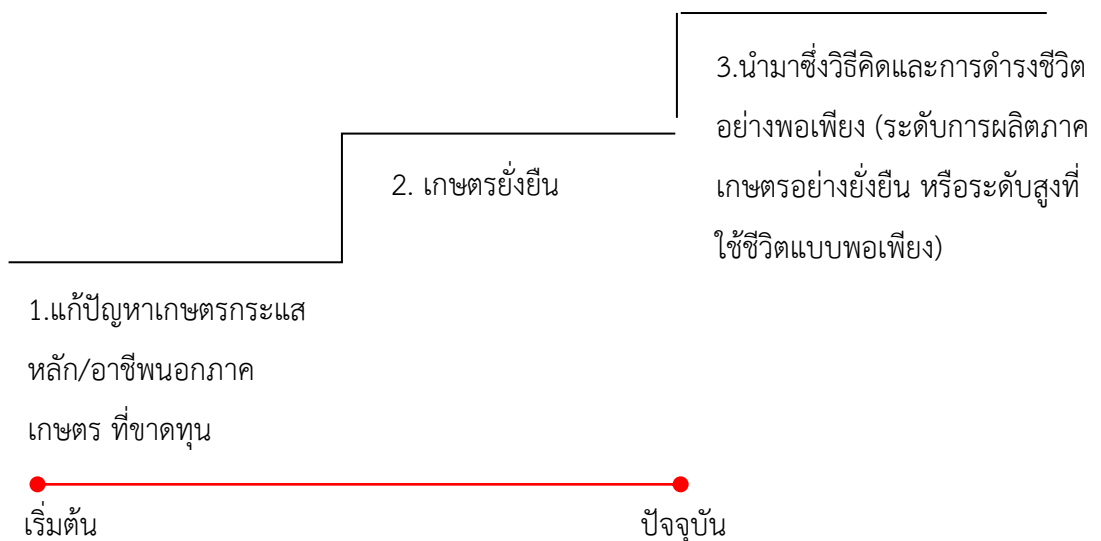 3.นำมาซึ่งวิธีคิดและการดำรงชีวิต
อย่างพอเพียง (ระดับการผลิตภาค
เกษตรอย่างยั่งยืน หรือระดับสูงที่
ใช้ชีวิตแบบพอเพียง)
2. เกษตรยั่งยืน
1.แก้ปัญหาเกษตรกระแส
หลัก/อาชีพนอกภาค
เกษตร ที่ขาดทุน
เริ่มต้น
ปัจจุบัน